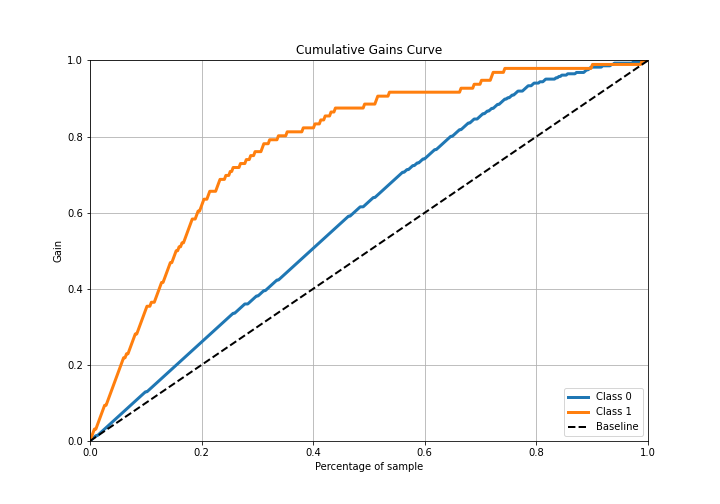 Cumulative Gains Curve
1.0
0.8
0.6
0.4
0.2
0.0
Gain
0.0 0.2 0.4 0.6 0.8 1.0
Percentage of sample
Class 0
Class 1
Baseline